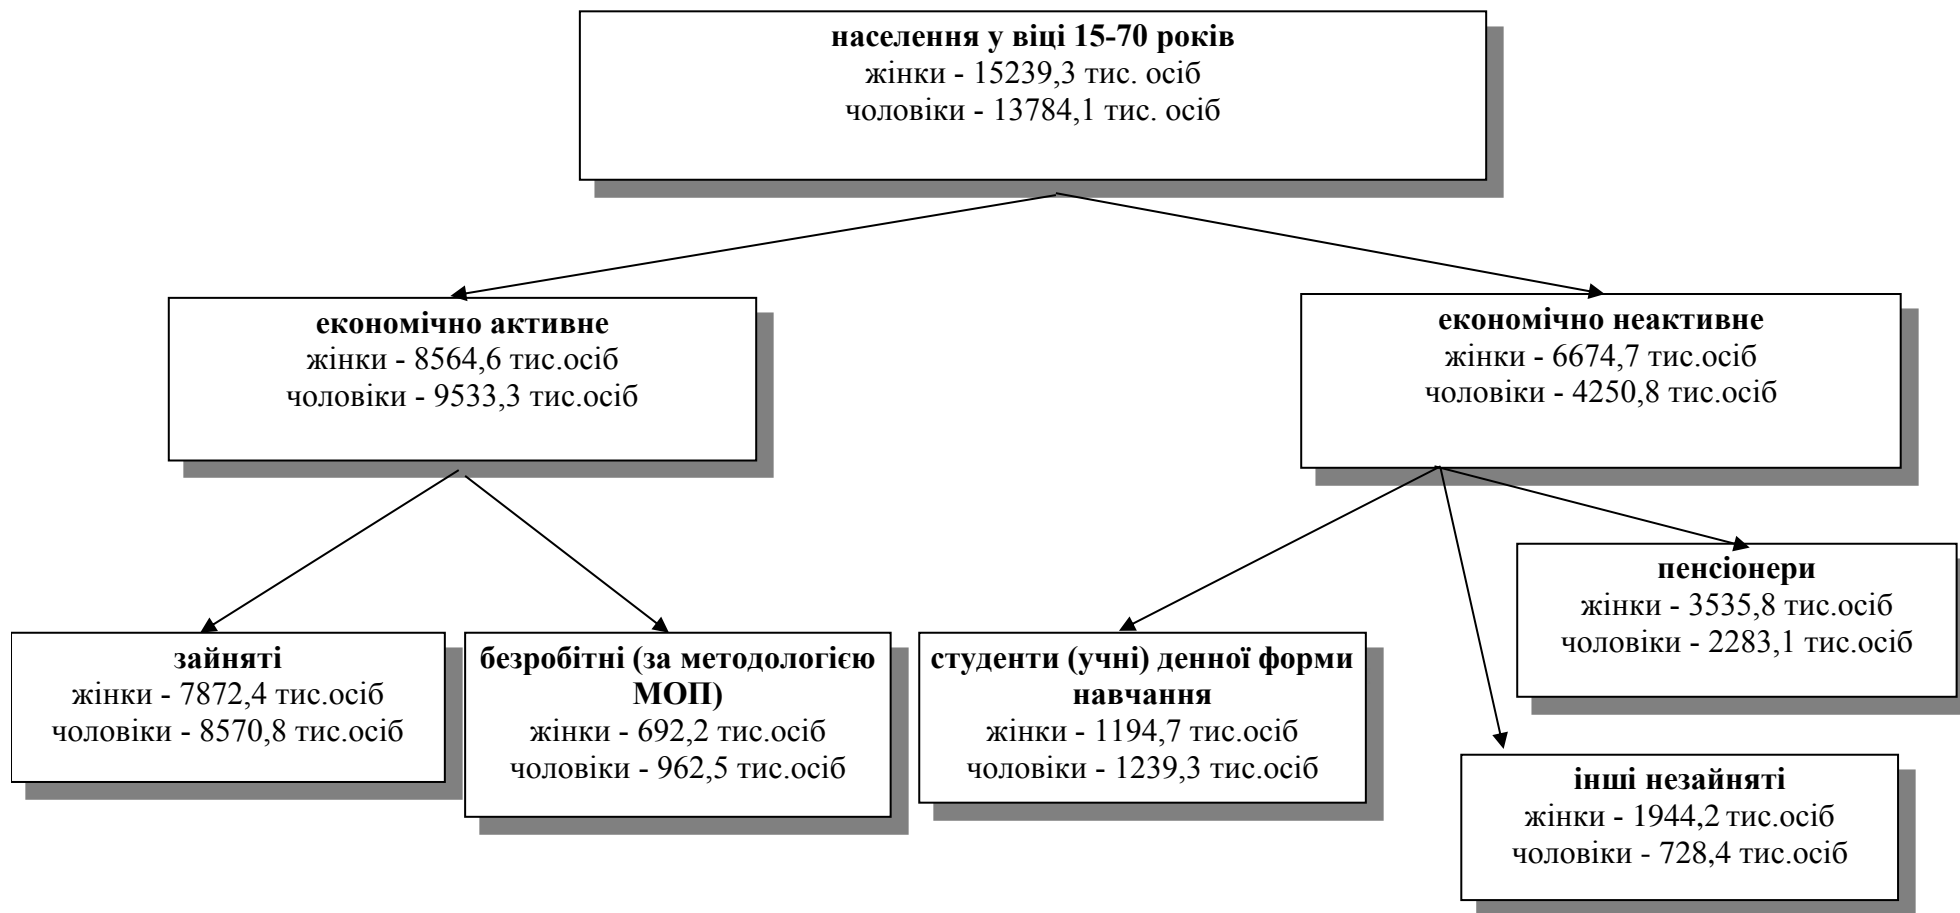 населення у віці 15-70 років
жінки - 15239,3 тис. осіб
чоловіки - 13784,1 тис. осіб
економічно активне
жінки - 8564,6 тис.осіб
чоловіки - 9533,3 тис.осіб
економічно неактивне
жінки - 6674,7 тис.осіб
чоловіки - 4250,8 тис.осіб
зайняті
жінки - 7872,4 тис.осіб
чоловіки - 8570,8 тис.осіб
безробітні (за методологією
МОП)
жінки - 692,2 тис.осіб
чоловіки - 962,5 тис.осіб
студенти (учні) денної форми
навчання
жінки - 1194,7 тис.осіб
чоловіки - 1239,3 тис.осіб
пенсіонери
жінки - 3535,8 тис.осіб
чоловіки - 2283,1 тис.осіб
інші незайняті
жінки - 1944,2 тис.осіб
чоловіки - 728,4 тис.осіб